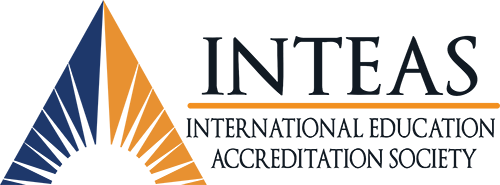 INTEAS
INTERNATIONAL EDUCATION
ACCREDITATION SOCIETY